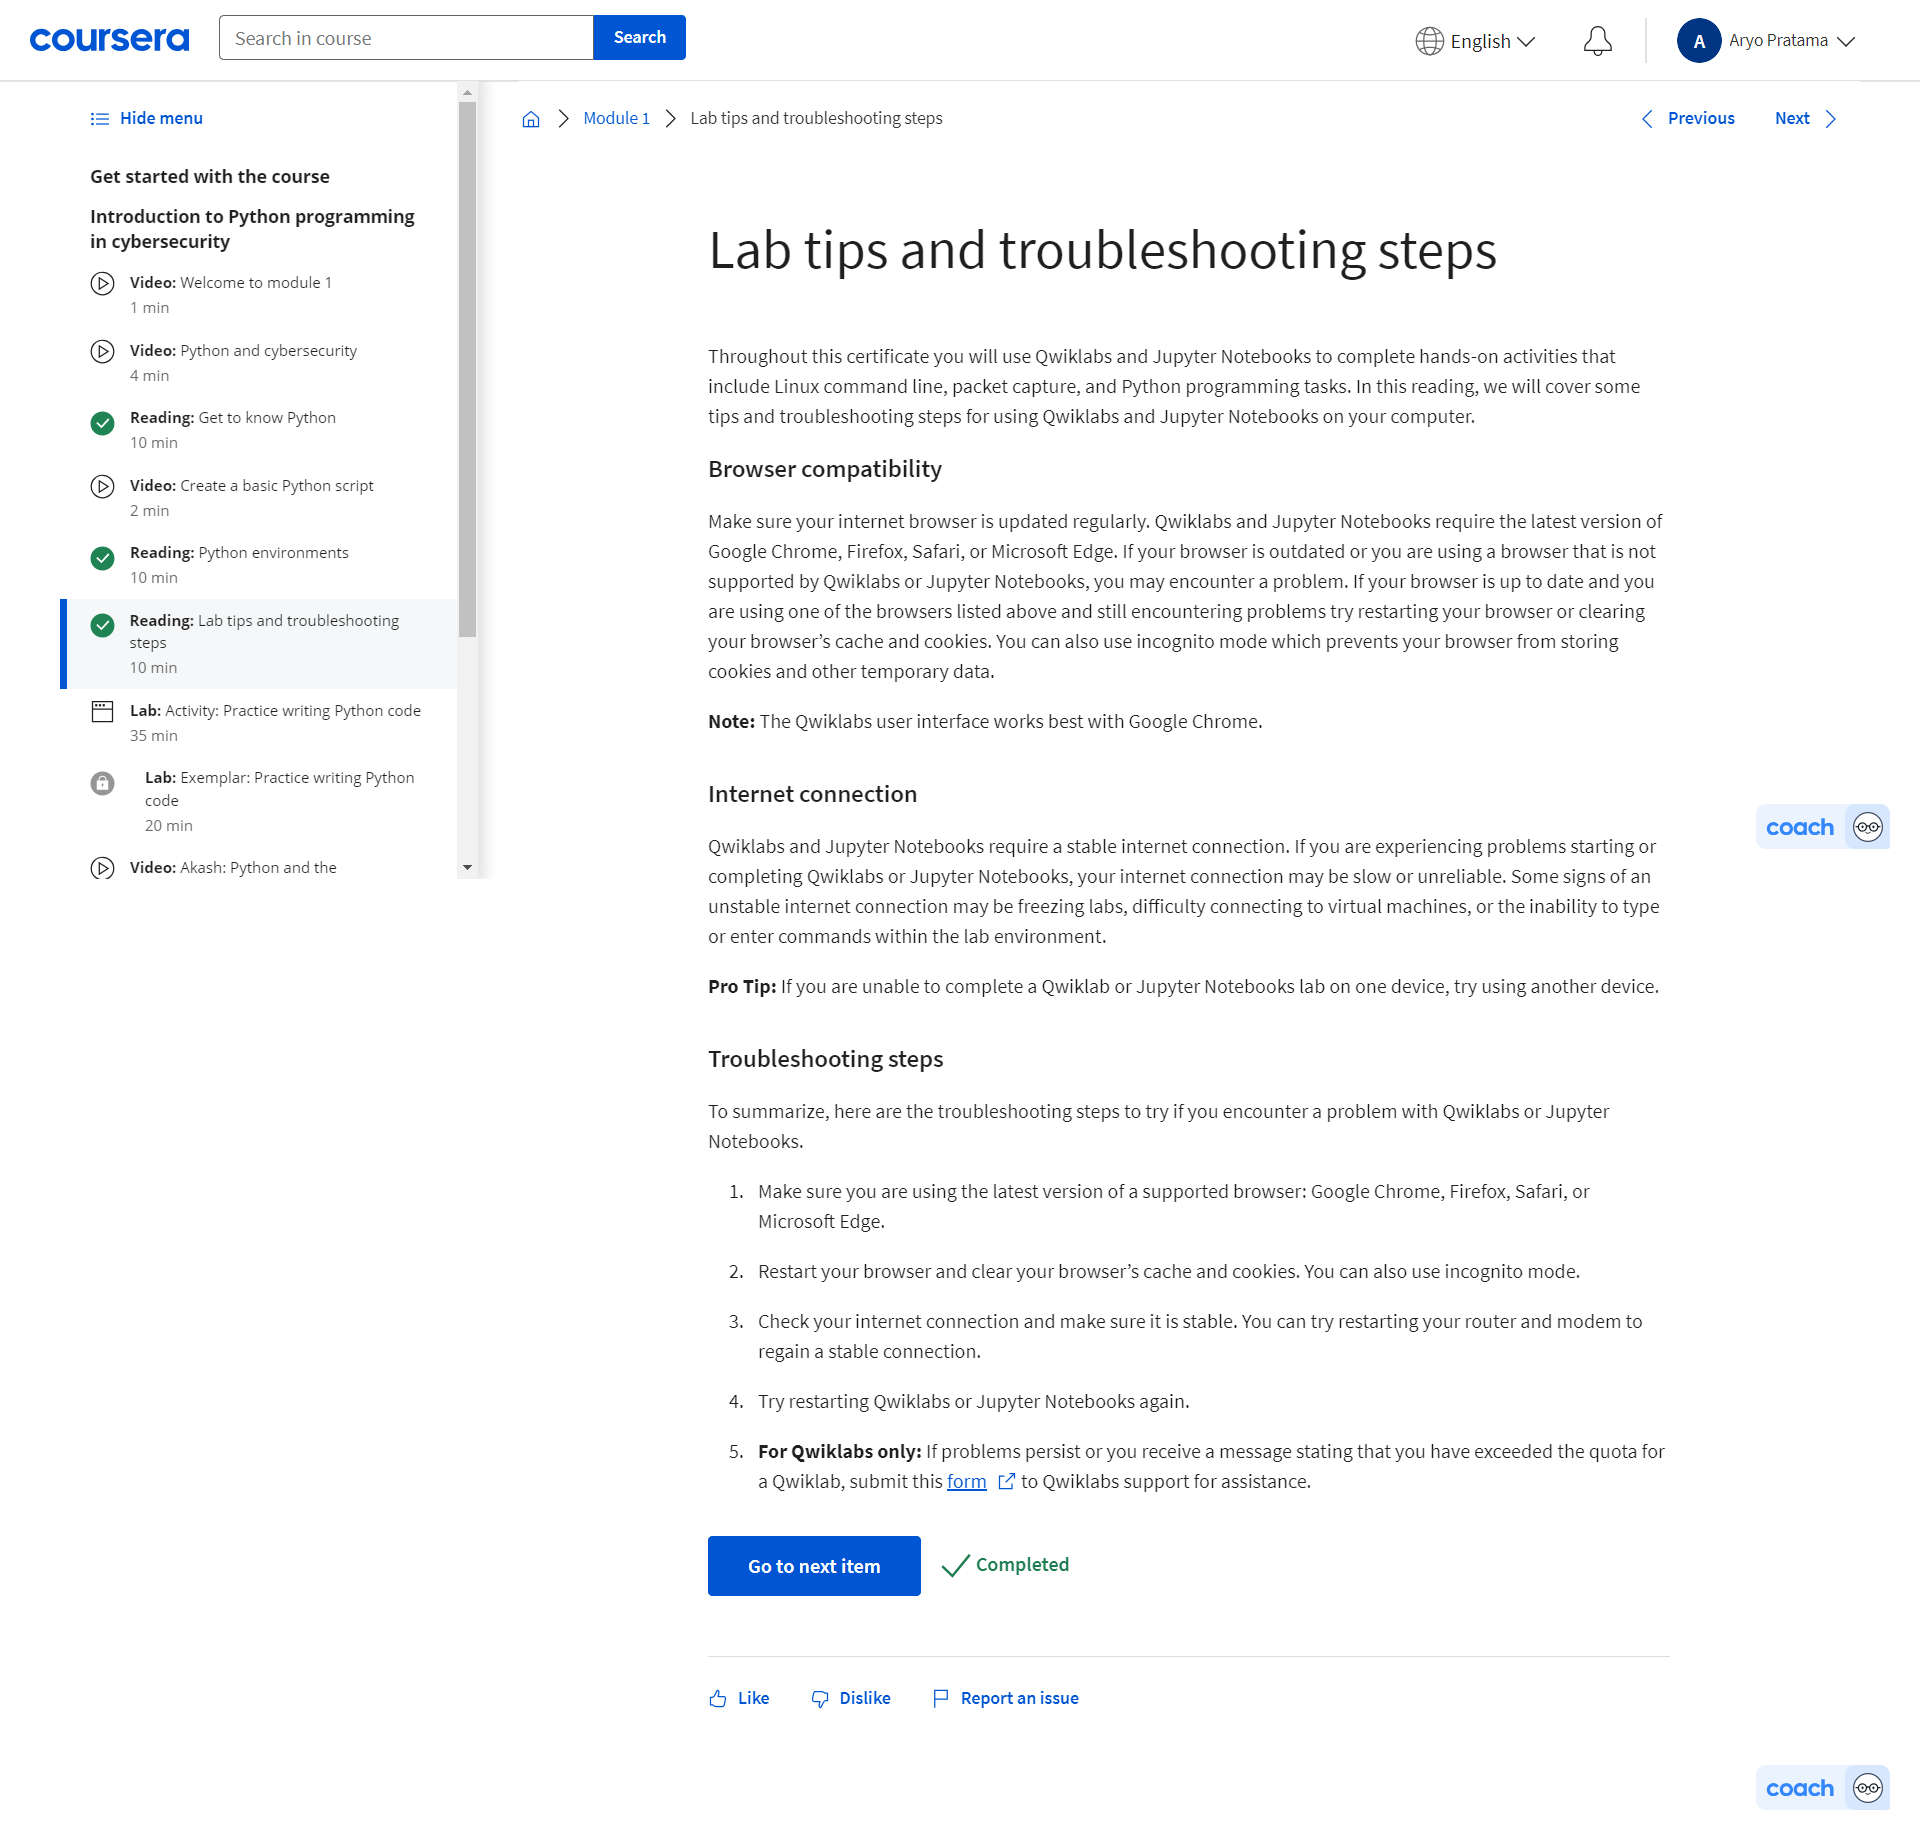 coursera
Search in course
Search
English
A
Aryo Pratama
Hide menu
Get started with the course
Introduction to Python programming
in cybersecurity
Video: Welcome to module 1
1 min
Video: Python and cybersecurity
4 min
Reading: Get to know Python
10 min
Video: Create a basic Python script
2 min
Reading: Python environments
10 min
Reading: Lab tips and troubleshooting
steps
10 min
Lab: Activity: Practice writing Python code
35 min
Lab: Exemplar: Practice writing Python
code
20 min
Video: Akash: Python and the
Module 1
Lab tips and troubleshooting steps
Previous
Next
Lab tips and troubleshooting steps
Throughout this certificate you will use Qwiklabs and Jupyter Notebooks to complete hands-on activities that
include Linux command line, packet capture, and Python programming tasks. In this reading, we will cover some
tips and troubleshooting steps for using Qwiklabs and Jupyter Notebooks on your computer.
Browser compatibility
Make sure your internet browser is updated regularly. Qwiklabs and Jupyter Notebooks require the latest version of
Google Chrome, Firefox, Safari, or Microsoft Edge. If your browser is outdated or you are using a browser that is not
supported by Qwiklabs or Jupyter Notebooks, you may encounter a problem. If your browser is up to date and you
are using one of the browsers listed above and still encountering problems try restarting your browser or clearing
your browser’s cache and cookies. You can also use incognito mode which prevents your browser from storing
cookies and other temporary data.
Note: The Qwiklabs user interface works best with Google Chrome.
Internet connection
Qwiklabs and Jupyter Notebooks require a stable internet connection. If you are experiencing problems starting or
completing Qwiklabs or Jupyter Notebooks, your internet connection may be slow or unreliable. Some signs of an
unstable internet connection may be freezing labs, difficulty connecting to virtual machines, or the inability to type
or enter commands within the lab environment.
Pro Tip: If you are unable to complete a Qwiklab or Jupyter Notebooks lab on one device, try using another device.
Troubleshooting steps
To summarize, here are the troubleshooting steps to try if you encounter a problem with Qwiklabs or Jupyter
Notebooks.
1. Make sure you are using the latest version of a supported browser: Google Chrome, Firefox, Safari, or
Microsoft Edge.
2. Restart your browser and clear your browser’s cache and cookies. You can also use incognito mode.
3. Check your internet connection and make sure it is stable. You can try restarting your router and modem to
regain a stable connection.
4. Try restarting Qwiklabs or Jupyter Notebooks again.
5. For Qwiklabs only: If problems persist or you receive a message stating that you have exceeded the quota for
a Qwiklab, submit this form to Qwiklabs support for assistance.
Go to next item
Completed
Like
Dislike
Report an issue
coach
coach